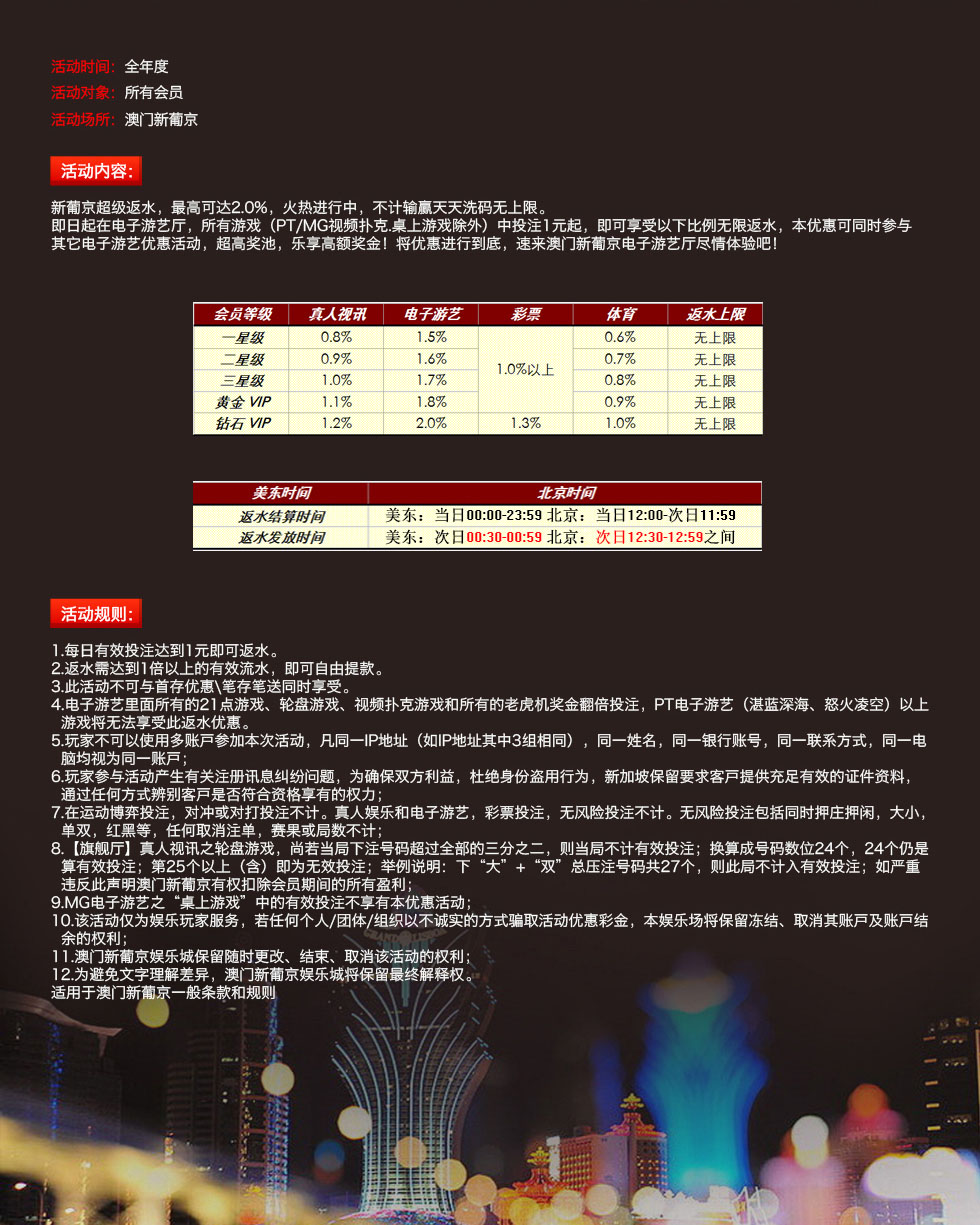 活动时间：全年度
活动对象：所有会员
活动场所：澳门新葡京
活动内容：
新葡京超级返水，最高可达2.0%，火热进行中，不计输赢天天洗码无上限。
即日起在电子游艺厅，所有游戏（PT/MG视频扑克.桌上游戏除外）中投注1元起，即可享受以下比例无限返水，本优惠可同时参与
其它电子游艺优惠活动，超高奖池，乐享高额奖金！将优惠进行到底，速来澳门新葡京电子游艺厅尽情体验吧！
会员等级 真人视讯 电子游艺 彩票 体育 返水上限
一星级 0.8% 1.5% 0.6% 无上限
二星级 0.9% 1.6% 1.0%以上 0.7% 无上限
三星级 1.0% 1.7% 0.8% 无上限
黄金 VIP 1.1% 1.8% 0.9% 无上限
钻石 VIP 1.2% 2.0% 1.3% 1.0% 无上限
美东时间 北京时间
返水结算时间 美东：当日00:00-23:59 北京：当日12:00-次日11:59
返水发放时间 美东：次日00:30-00:59 北京：次日12:30-12:59之间
活动规则：
1.每日有效投注达到1元即可返水。
2.返水需达到1倍以上的有效流水，即可自由提款。
3.此活动不可与首存优惠\笔存笔送同时享受。
4.电子游艺里面所有的21点游戏、轮盘游戏、视频扑克游戏和所有的老虎机奖金翻倍投注，PT电子游艺（湛蓝深海、怒火凌空）以上
游戏将无法享受此返水优惠。
5.玩家不可以使用多账戸参加本次活动，凡同一IP地址（如IP地址其中3组相同），同一姓名，同一银行账号，同一联系方式，同一电
脑均视为同一账戸；
6.玩家参与活动产生有关注册讯息纠纷问题，为确保双方利益，杜绝身份盗用行为，新加坡保留要求客戸提供充足有效的证件资料，
通过任何方式辨别客戸是否符合资格享有的权力；
7.在运动博弈投注，对冲或对打投注不计。真人娱乐和电子游艺，彩票投注，无风险投注不计。无风险投注包括同时押庄押闲，大小，
单双，红黑等，任何取消注单，赛果或局数不计；
8.【旗舰厅】真人视讯之轮盘游戏，尚若当局下注号码超过全部的三分之二，则当局不计有效投注；换算成号码数位24个，24个仍是
算有效投注；第25个以上（含）即为无效投注；举例说明：下“大”+“双”总压注号码共27个，则此局不计入有效投注；如严重
违反此声明澳门新葡京有权扣除会员期间的所有盈利；
9.MG电子游艺之“桌上游戏”中的有效投注不享有本优惠活动；
10.该活动仅为娱乐玩家服务，若任何个人/团体/组织以不诚实的方式骗取活动优惠彩金，本娱乐场将保留冻结、取消其账戸及账戸结
余的权利；
11.澳门新葡京娱乐城保留随时更改、结束、取消该活动的权利；
12.为避免文字理解差异，澳门新葡京娱乐城将保留最终解释权。
适用于澳门新葡京一般条款和规则